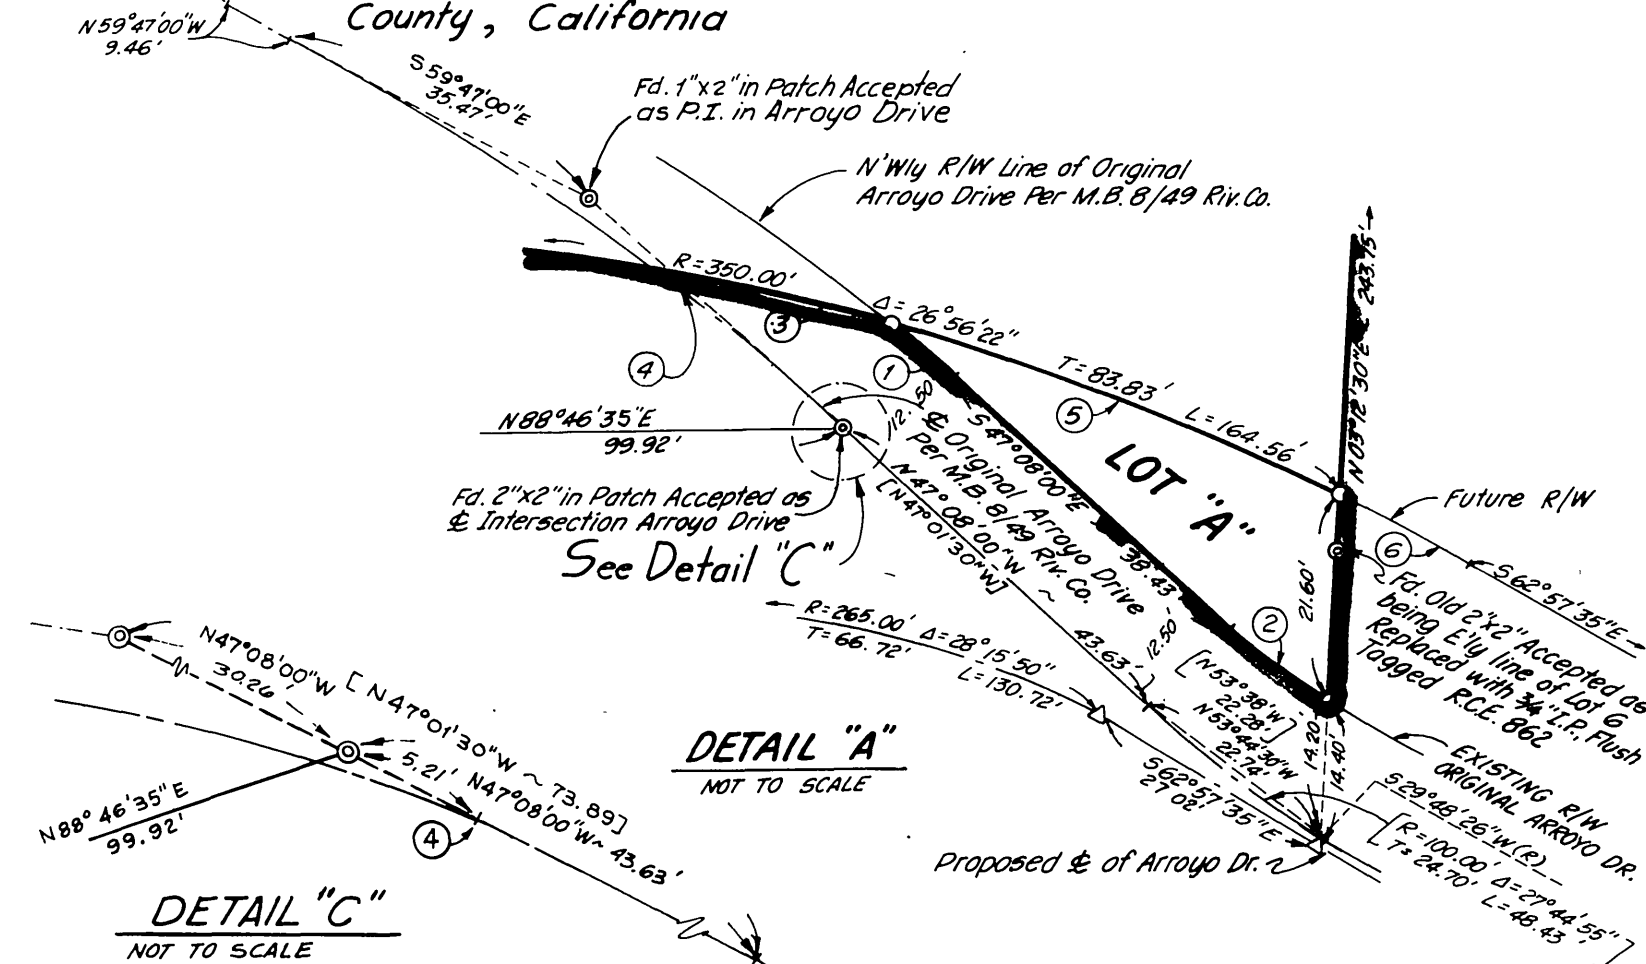 County, California
N59°47'00"W
9.46'
S59°47'00"E
35.47'
Fd. 1"x2" in Patch Accepted
as P.I. in Arroyo Drive
N'Wly R/W Line of Original
Arroyo Drive Per M.B. 8/49 Riv. Co.
R=350.00'
Δ= 26°56'22"
T=83.83'
L=164.56'
3
4
1
5
LOT "A"
N88°46'35"E
99.92'
12.50
S47°08'00"E
38.43
℄ Original Arroyo Drive
Per M.B. 8/49 Riv. Co.
N47°08'00"W ~ 43.63'
[N47°01'30"W]
Fd. 2"x2" in Patch Accepted as
℄ Intersection Arroyo Drive
See Detail "C"
N03°12'30"E 243.75'
Future R/W
6
S62°57'35"E
Fd. Old 2"x2" Accepted as
being E'ly line of Lot 6
Replaced with ¾" I.P., Flush
Tagged R.C.E. 862
21.60'
2
12.50'
R=265.00' Δ=28°15'50"
T=66.72'
L=130.72'
[N53°38'W
22.28']
N53°44'30"W
22.74'
14.20'
14.40'
S62°57'35"E
27.02'
EXISTING R/W
ORIGINAL ARROYO DR.
S29°48'26"W(R)
[R=100.00' Δ=27°44'55"
T=24.70' L=48.43']
Proposed ℄ of Arroyo Dr.
DETAIL "A"
NOT TO SCALE
N47°08'00"W
30.26'
[N47°01'30"W ~ 73.89]
5.21'
N47°08'00"W ~ 43.63'
N88°46'35"E
99.92'
4
DETAIL "C"
NOT TO SCALE